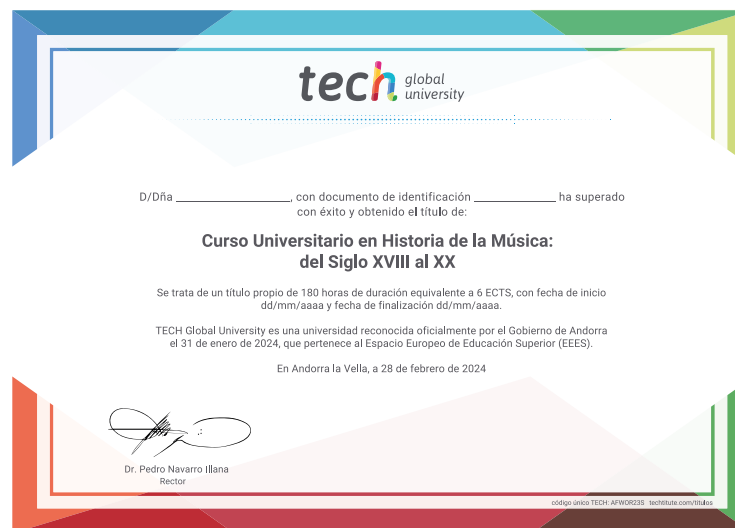 tech global university
D/Dña ____________________, con documento de identificación ______________ ha superado
con éxito y obtenido el título de:
Curso Universitario en Historia de la Música:
del Siglo XVIII al XX
Se trata de un título propio de 180 horas de duración equivalente a 6 ECTS, con fecha de inicio
dd/mm/aaaa y fecha de finalización dd/mm/aaaa.
TECH Global University es una universidad reconocida oficialmente por el Gobierno de Andorra
el 31 de enero de 2024, que pertenece al Espacio Europeo de Educación Superior (EEES).
En Andorra la Vella, a 28 de febrero de 2024
Dr. Pedro Navarro Illana
Rector
código único TECH: AFWOR23S techtitute.com/titulos